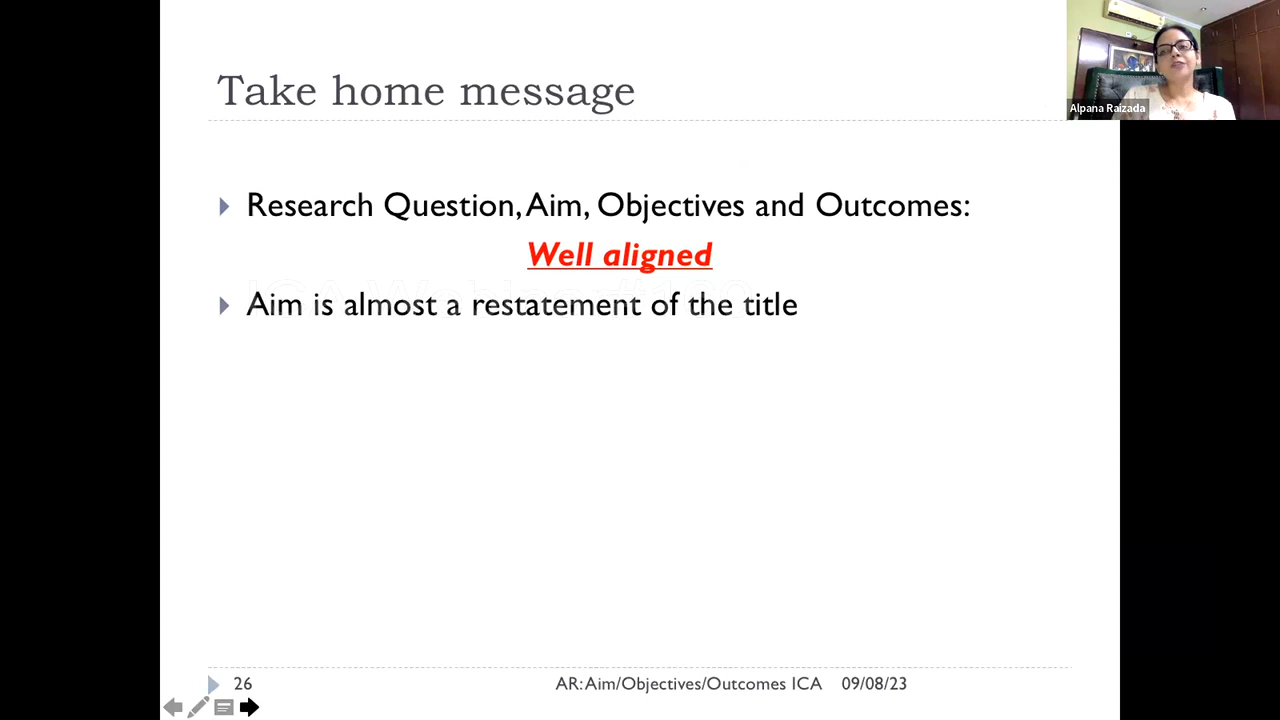 Take home message
Alpana Raizada
Research Question, Aim, Objectives and Outcomes:
Well aligned
Aim is almost a restatement of the title
26
AR: Aim/Objectives/Outcomes ICA
09/08/23